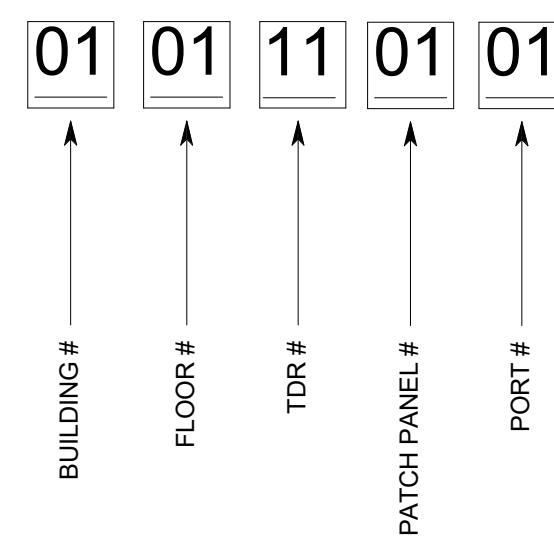 01 01 11 01 01
BUILDING #
FLOOR #
TDR #
PATCH PANEL #
PORT #